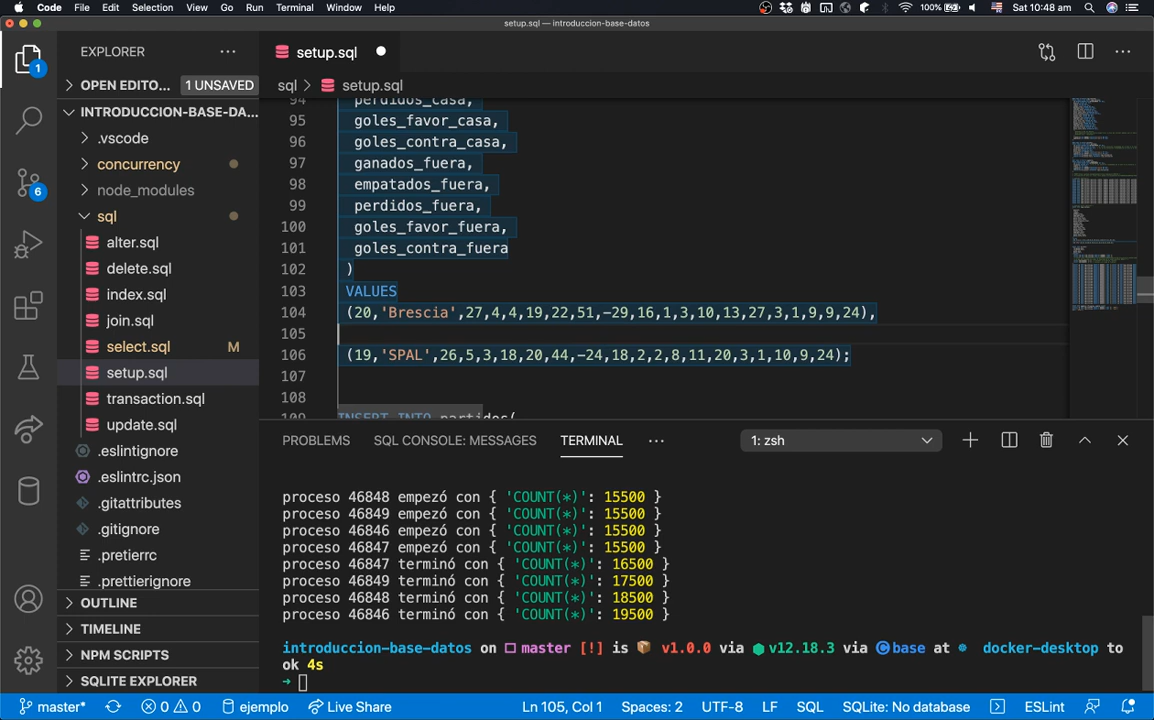 Code File Edit Selection View Go Run Terminal Window Help 100% Sat 10:48 am
setup.sql — introduccion-base-datos
EXPLORER
OPEN EDITO... 1 UNSAVED
INTRODUCCION-BASE-DA...
.vscode
concurrency
node_modules
sql
alter.sql
delete.sql
index.sql
join.sql
select.sql M
setup.sql
transaction.sql
update.sql
.eslintignore
.eslintrc.json
.gitattributes
.gitignore
.pretierrc
.prettierignore
OUTLINE
TIMELINE
NPM SCRIPTS
SQLITE EXPLORER
1
6
setup.sql
sql > setup.sql
94 perdidos_casa,
95 goles_favor_casa,
96 goles_contra_casa,
97 ganados_fuera,
98 empatados_fuera,
99 perdidos_fuera,
100 goles_favor_fuera,
101 goles_contra_fuera
102 )
103 VALUES
104 (20,'Brescia',27,4,4,19,22,51,-29,16,1,3,10,13,27,3,1,9,9,24),
105
106 (19,'SPAL',26,5,3,18,20,44,-24,18,2,2,8,11,20,3,1,10,9,24);
107
108
109 INSERT INTO partidos(
PROBLEMS SQL CONSOLE: MESSAGES TERMINAL 1: zsh
proceso 46848 empezó con { 'COUNT(*)': 15500 }
proceso 46849 empezó con { 'COUNT(*)': 15500 }
proceso 46846 empezó con { 'COUNT(*)': 15500 }
proceso 46847 empezó con { 'COUNT(*)': 15500 }
proceso 46847 terminó con { 'COUNT(*)': 16500 }
proceso 46849 terminó con { 'COUNT(*)': 17500 }
proceso 46848 terminó con { 'COUNT(*)': 18500 }
proceso 46846 terminó con { 'COUNT(*)': 19500 }
introduccion-base-datos on master [!] is v1.0.0 via v12.18.3 via base at docker-desktop to
ok 4s
master* 0 0 ejemplo Live Share Ln 105, Col 1 Spaces: 2 UTF-8 LF SQL SQLite: No database ESLint